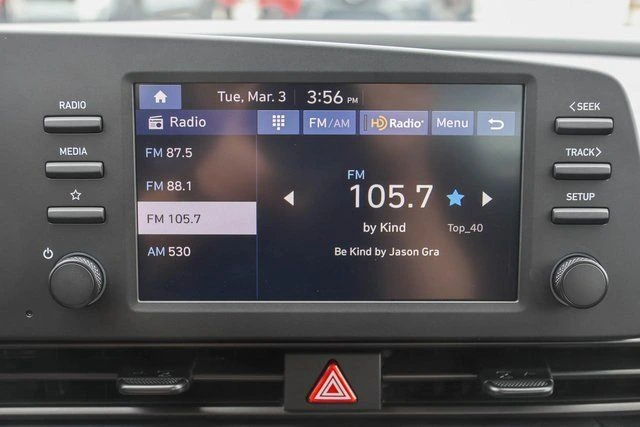 RADIO
MEDIA
Tue, Mar. 3 3:56 PM
Radio FM/AM HD Radio Menu
FM 87.5
FM 88.1
FM 105.7
AM 530
FM
105.7
by Kind Top_40
Be Kind by Jason Gra
<SEEK
TRACK>
SETUP